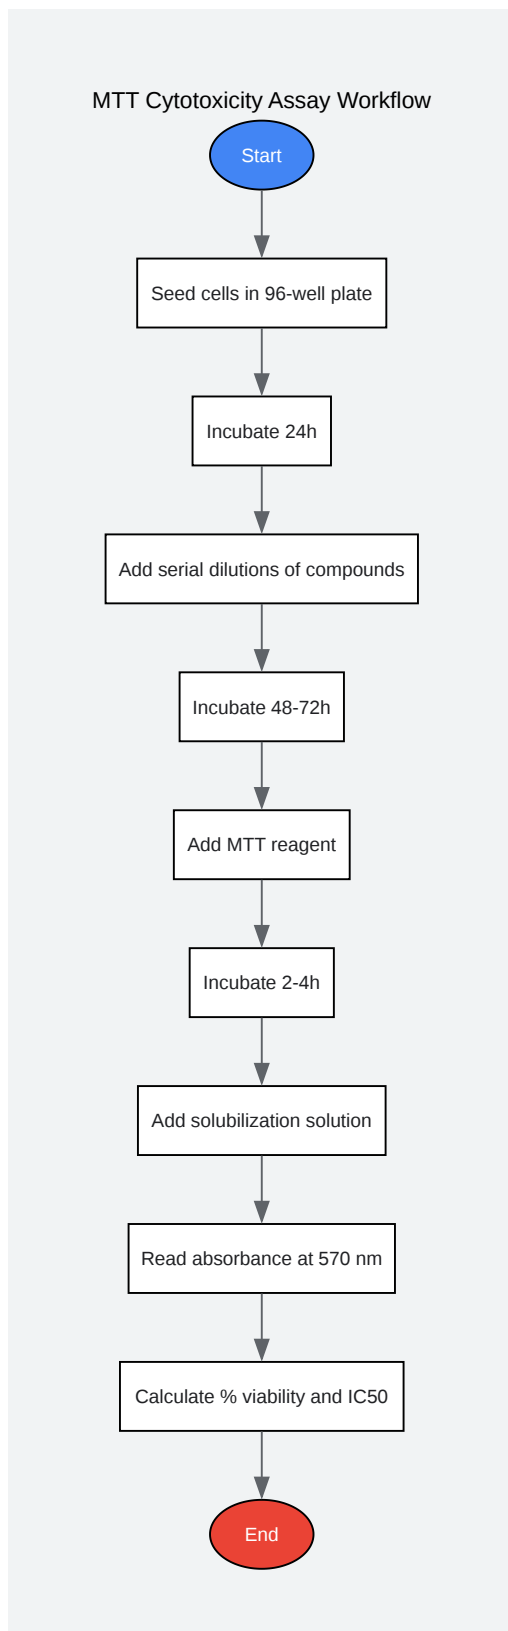 MTT Cytotoxicity Assay Workflow
Start
Seed cells in 96-well plate
Incubate 24h
Add serial dilutions of compounds
Incubate 48-72h
Add MTT reagent
Incubate 2-4h
Add solubilization solution
Read absorbance at 570 nm
Calculate % viability and IC50
End